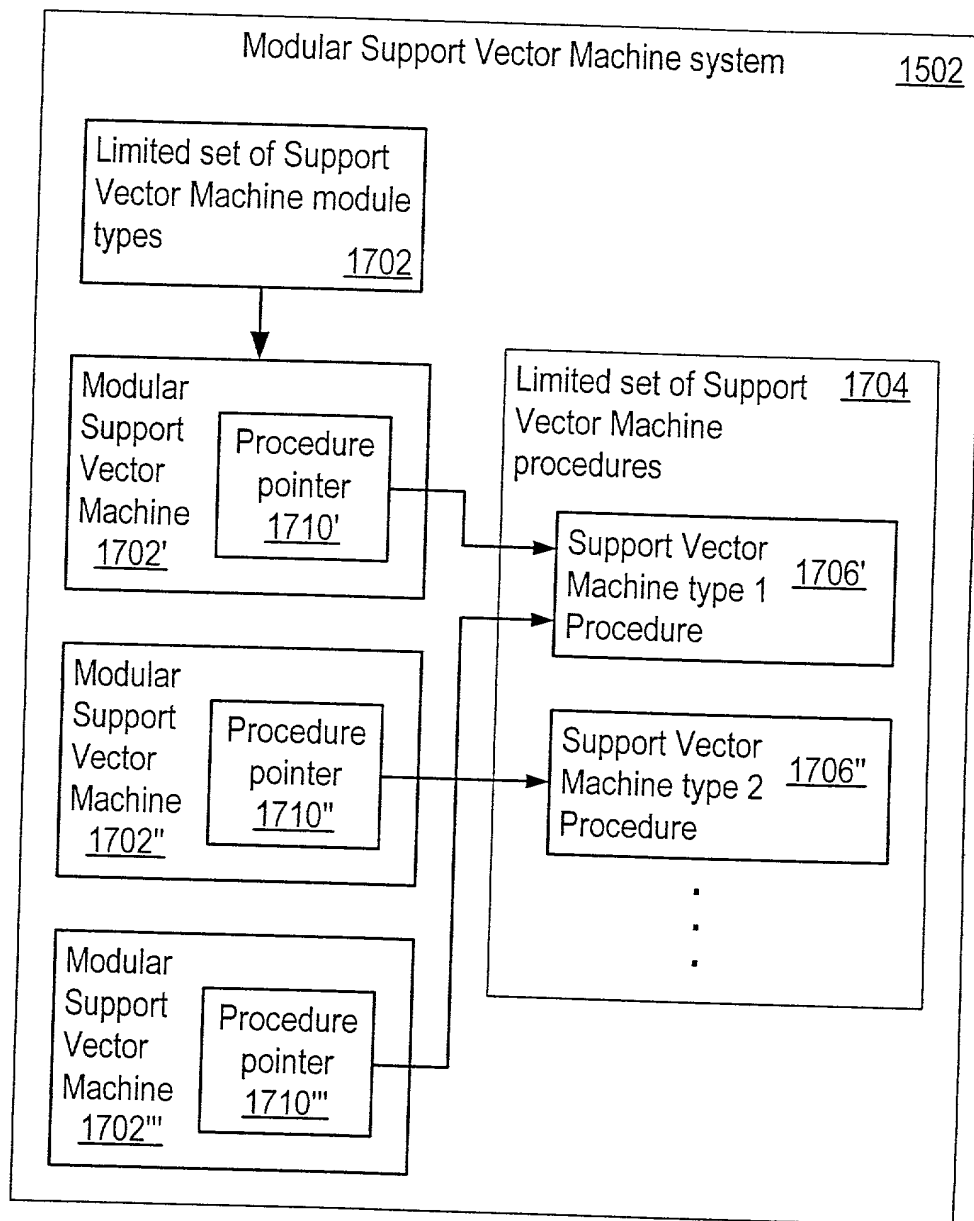 Modular Support Vector Machine system
1502
Limited set of Support
Vector Machine module
types
1702
Modular
Support
Vector
Machine
1702'
Procedure
pointer
1710'
Limited set of Support
Vector Machine
procedures
1704
Support Vector
Machine type 1
Procedure
1706'
Modular
Support
Vector
Machine
1702"
Procedure
pointer
1710"
Support Vector
Machine type 2
Procedure
1706"
.
.
.
Modular
Support
Vector
Machine
1702'"
Procedure
pointer
1710'"